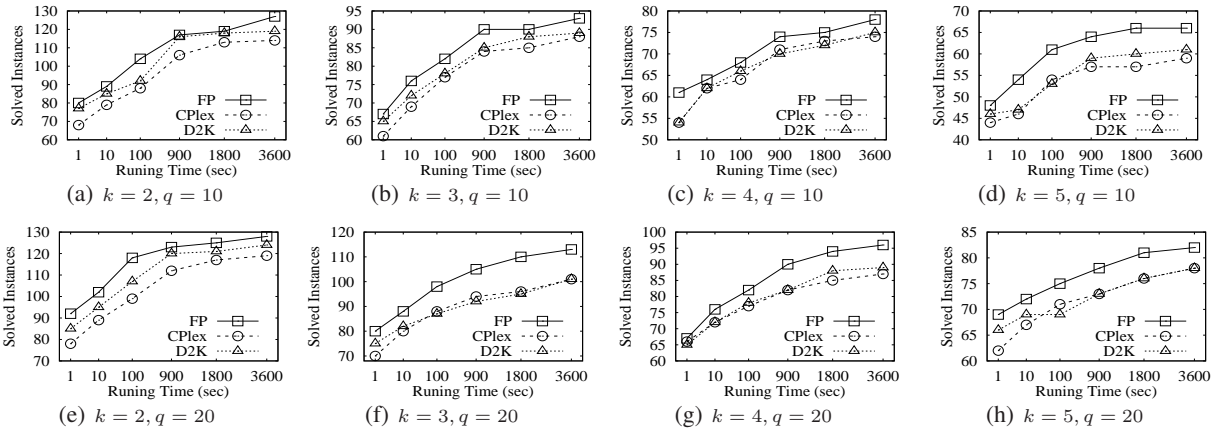 130
120
110
100
90
80
70
60
Solved Instances
FP
CPlex
D2K
1 10 100 900 1800 3600
Runing Time (sec)
(a) k = 2, q = 10
95
90
85
80
75
70
65
60
Solved Instances
FP
CPlex
D2K
1 10 100 900 1800 3600
Runing Time (sec)
(b) k = 3, q = 10
80
75
70
65
60
55
50
Solved Instances
FP
CPlex
D2K
1 10 100 900 1800 3600
Runing Time (sec)
(c) k = 4, q = 10
70
65
60
55
50
45
40
Solved Instances
FP
CPlex
D2K
1 10 100 900 1800 3600
Runing Time (sec)
(d) k = 5, q = 10
130
120
110
100
90
80
70
Solved Instances
FP
CPlex
D2K
1 10 100 900 1800 3600
Runing Time (sec)
(e) k = 2, q = 20
120
110
100
90
80
70
Solved Instances
FP
CPlex
D2K
1 10 100 900 1800 3600
Runing Time (sec)
(f) k = 3, q = 20
100
95
90
85
80
75
70
65
60
Solved Instances
FP
CPlex
D2K
1 10 100 900 1800 3600
Runing Time (sec)
(g) k = 4, q = 20
85
80
75
70
65
60
Solved Instances
FP
CPlex
D2K
1 10 100 900 1800 3600
Runing Time (sec)
(h) k = 5, q = 20